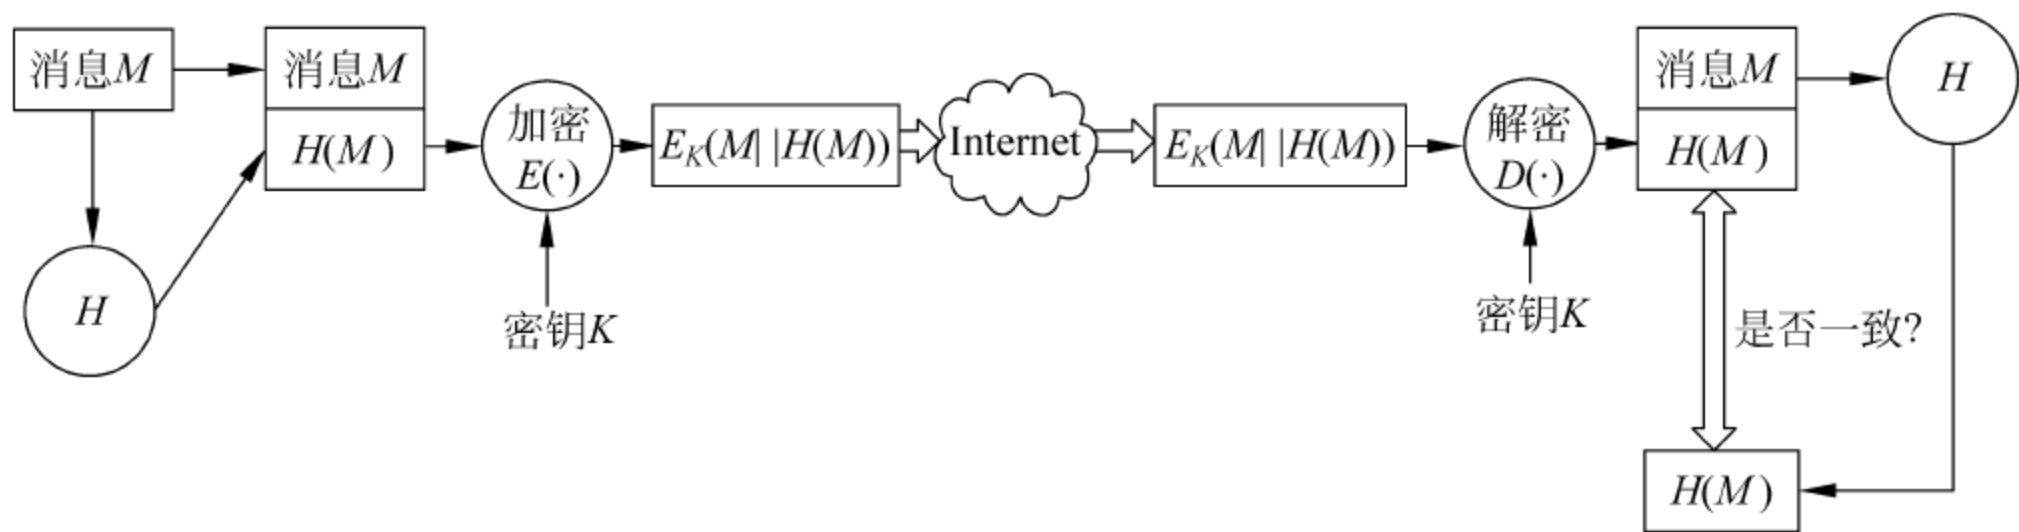 消息M
消息M
H(M)
H
加密
E(·)
密钥K
E_K(M| |H(M))
Internet
E_K(M| |H(M))
解密
D(·)
密钥K
消息M
H(M)
H
是否一致?
H(M)